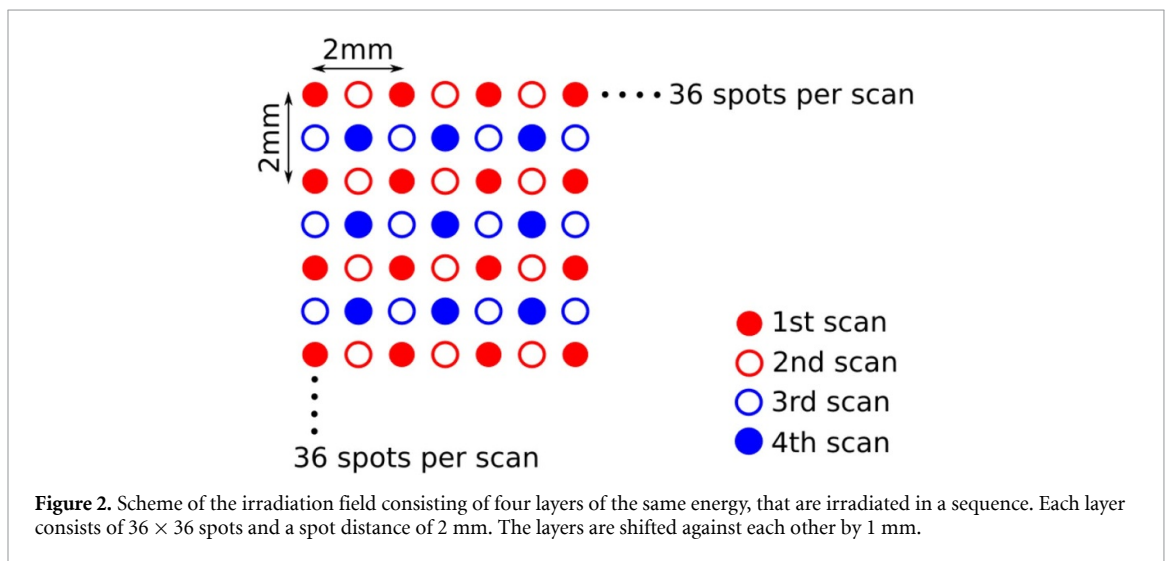 2mm
36 spots per scan
2mm
1st scan
2nd scan
3rd scan
4th scan
36 spots per scan
Figure 2. Scheme of the irradiation field consisting of four layers of the same energy, that are irradiated in a sequence. Each layer
consists of 36 × 36 spots and a spot distance of 2 mm. The layers are shifted against each other by 1 mm.